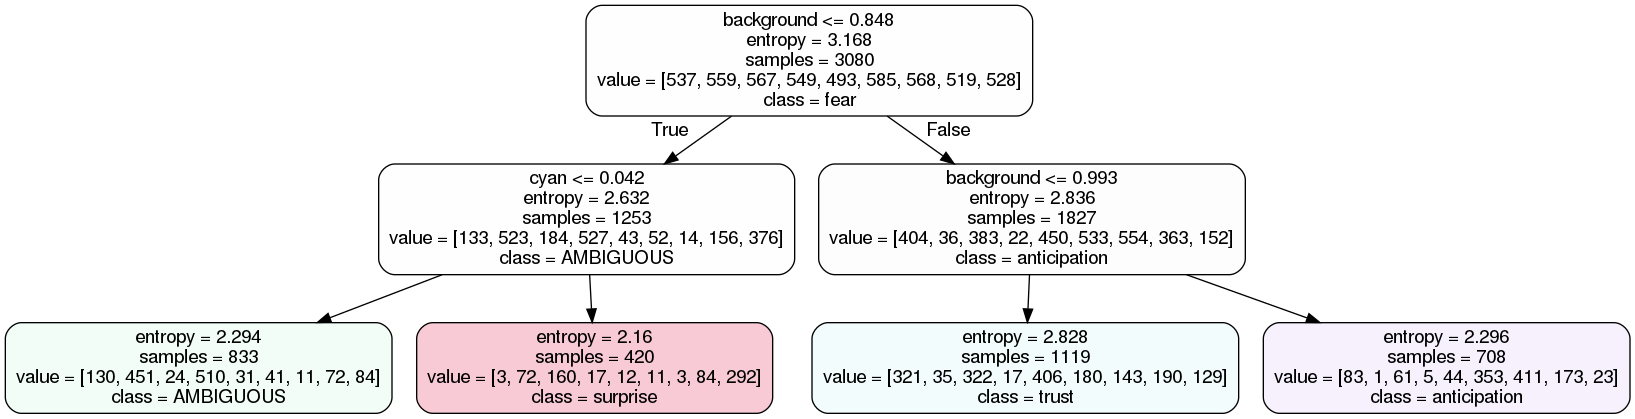 background <= 0.848
entropy = 3.168
samples = 3080
value = [537, 559, 567, 549, 493, 585, 568, 519, 528]
class = fear
True
False
cyan <= 0.042
entropy = 2.632
samples = 1253
value = [133, 523, 184, 527, 43, 52, 14, 156, 376]
class = AMBIGUOUS
background <= 0.993
entropy = 2.836
samples = 1827
value = [404, 36, 383, 22, 450, 533, 554, 363, 152]
class = anticipation
entropy = 2.294
samples = 833
value = [130, 451, 24, 510, 31, 41, 11, 72, 84]
class = AMBIGUOUS
entropy = 2.16
samples = 420
value = [3, 72, 160, 17, 12, 11, 3, 84, 292]
class = surprise
entropy = 2.828
samples = 1119
value = [321, 35, 322, 17, 406, 180, 143, 190, 129]
class = trust
entropy = 2.296
samples = 708
value = [83, 1, 61, 5, 44, 353, 411, 173, 23]
class = anticipation